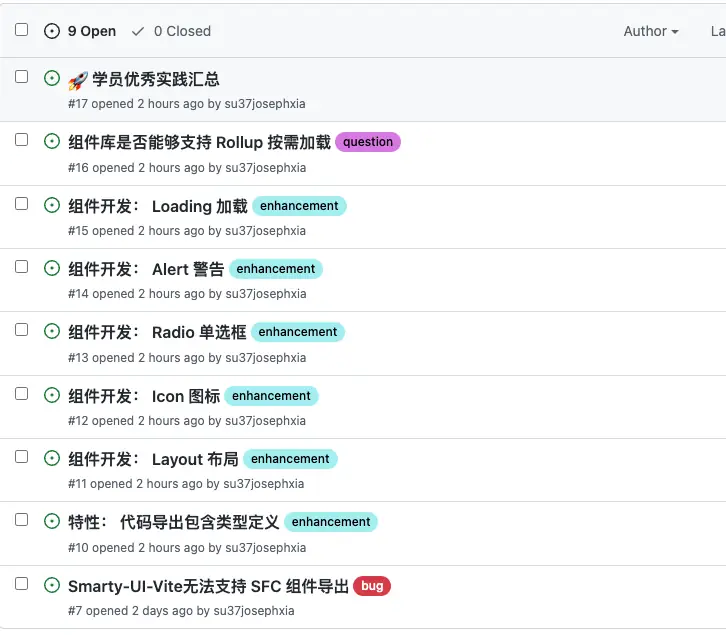 9 Open 0 Closed Author La
🚀 学员优秀实践汇总
#17 opened 2 hours ago by su37josephxia
组件库是否能够支持 Rollup 按需加载 question
#16 opened 2 hours ago by su37josephxia
组件开发： Loading 加载 enhancement
#15 opened 2 hours ago by su37josephxia
组件开发： Alert 警告 enhancement
#14 opened 2 hours ago by su37josephxia
组件开发： Radio 单选框 enhancement
#13 opened 2 hours ago by su37josephxia
组件开发： Icon 图标 enhancement
#12 opened 2 hours ago by su37josephxia
组件开发： Layout 布局 enhancement
#11 opened 2 hours ago by su37josephxia
特性： 代码导出包含类型定义 enhancement
#10 opened 2 hours ago by su37josephxia
Smarty-UI-Vite无法支持 SFC 组件导出 bug
#7 opened 2 days ago by su37josephxia